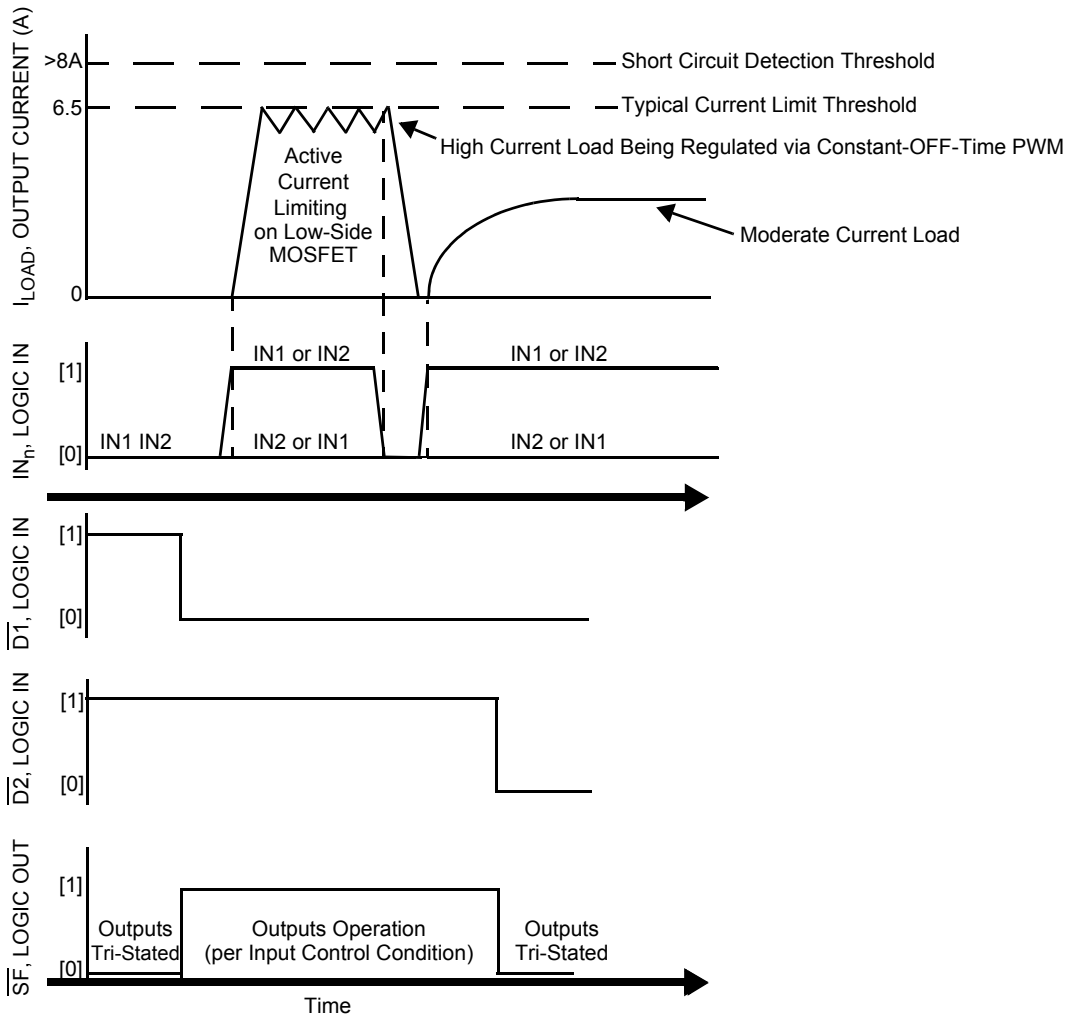 I_LOAD, OUTPUT CURRENT (A)
>8A
Short Circuit Detection Threshold
6.5
Typical Current Limit Threshold
High Current Load Being Regulated via Constant-OFF-Time PWM
Active
Current
Limiting
on Low-Side
MOSFET
Moderate Current Load
0
IN_n, LOGIC IN
[1]
IN1 or IN2
IN1 or IN2
[0]
IN1 IN2
IN2 or IN1
IN2 or IN1
D1, LOGIC IN
[1]
[0]
D2, LOGIC IN
[1]
[0]
SF, LOGIC OUT
[1]
[0]
Outputs
Tri-Stated
Outputs Operation
(per Input Control Condition)
Outputs
Tri-Stated
Time